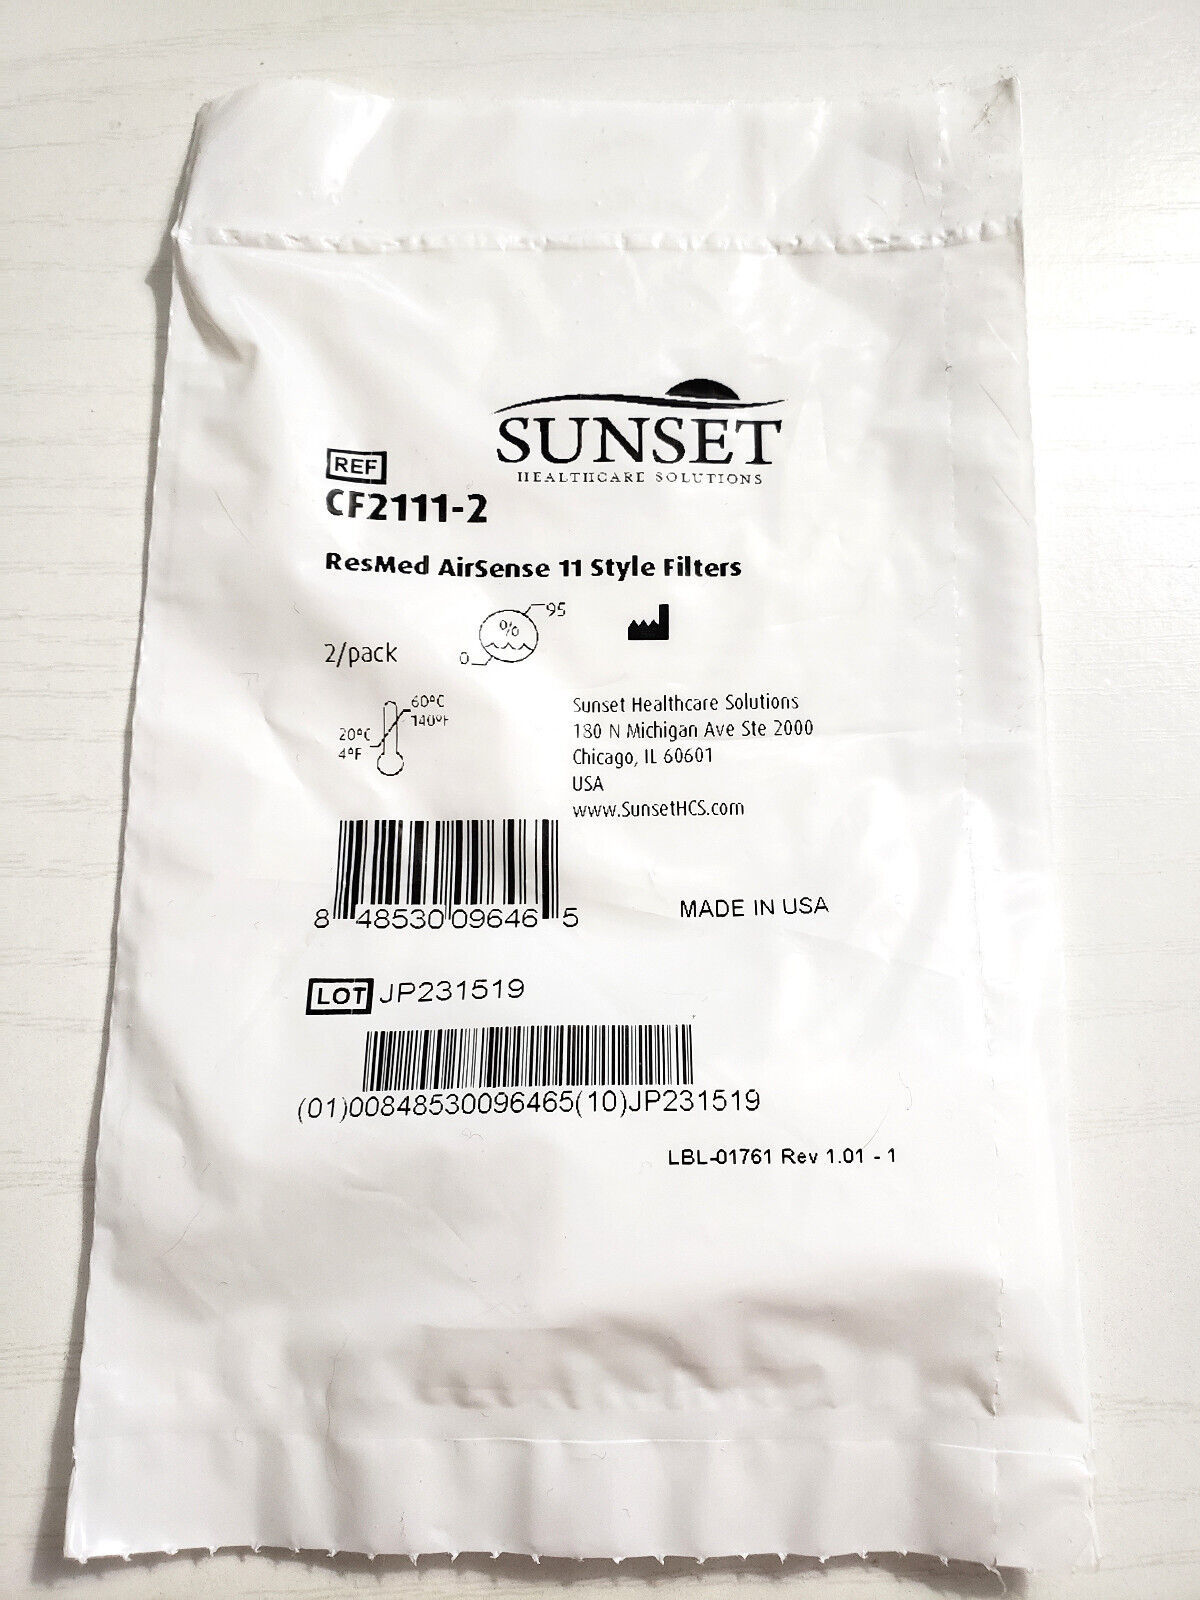 SUNSET
HEALTHCARE SOLUTIONS
REF
CF2111-2
ResMed AirSense 11 Style Filters
2/pack
0 % 95
60°C
140°F
20°C
4°F
Sunset Healthcare Solutions
180 N Michigan Ave Ste 2000
Chicago, IL 60601
USA
www.SunsetHCS.com
8 48530 09646 5
MADE IN USA
LOT JP231519
(01)00848530096465(10)JP231519
LBL-01761 Rev 1.01 - 1